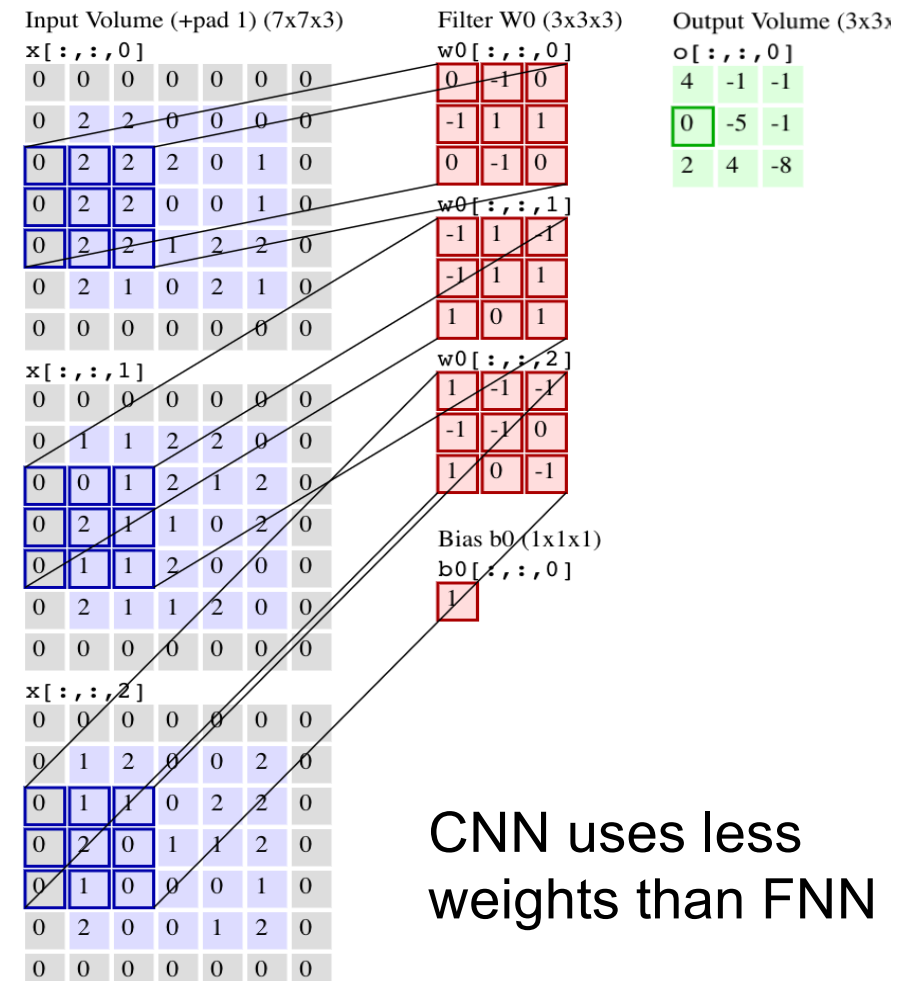 Input Volume (+pad 1) (7x7x3)
x[:,:,0]
0 0 0 0 0 0 0
0 2 2 0 0 0 0
0 2 2 2 0 1 0
0 2 2 0 0 1 0
0 2 2 1 2 2 0
0 2 1 0 2 1 0
0 0 0 0 0 0 0
x[:,:,1]
0 0 0 0 0 0 0
0 1 1 2 2 0 0
0 0 1 2 1 2 0
0 2 1 1 0 2 0
0 1 1 2 0 0 0
0 2 1 1 2 0 0
0 0 0 0 0 0 0
x[:,:,2]
0 0 0 0 0 0 0
0 1 2 0 0 2 0
0 1 1 0 2 2 0
0 2 0 1 1 2 0
0 1 0 0 0 1 0
0 2 0 0 1 2 0
0 0 0 0 0 0 0
Filter W0 (3x3x3)
w0[:,:,0]
0 -1 0
-1 1 1
0 -1 0
w0[:,:,1]
-1 1 -1
-1 1 1
1 0 1
w0[:,:,2]
1 -1 -1
-1 -1 0
1 0 -1
Bias b0 (1x1x1)
b0[:,:,0]
1
Output Volume (3x3x
o[:,:,0]
4 -1 -1
0 -5 -1
2 4 -8
CNN uses less
weights than FNN